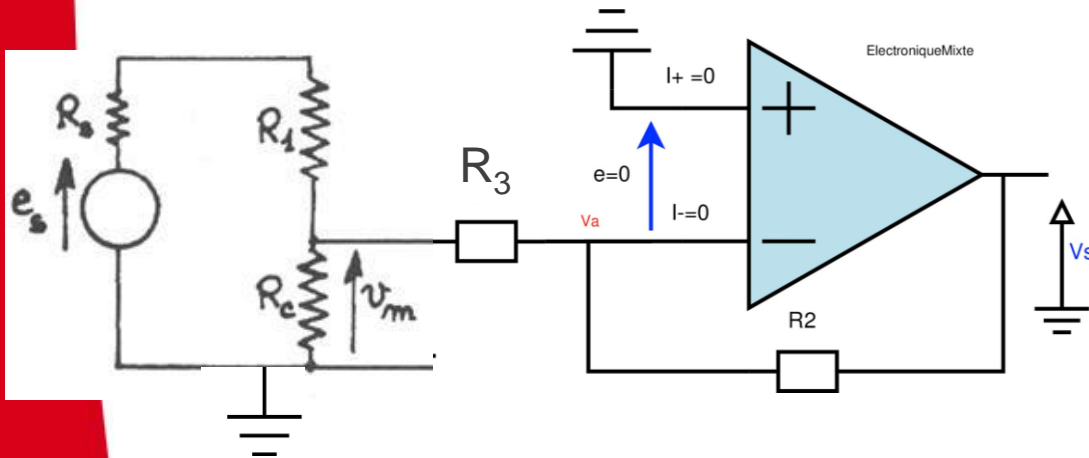 ElectroniqueMixte
I+ =0
Rs
R1
R3
e=0
es
Va
I-=0
Vs
Rc
vm
R2